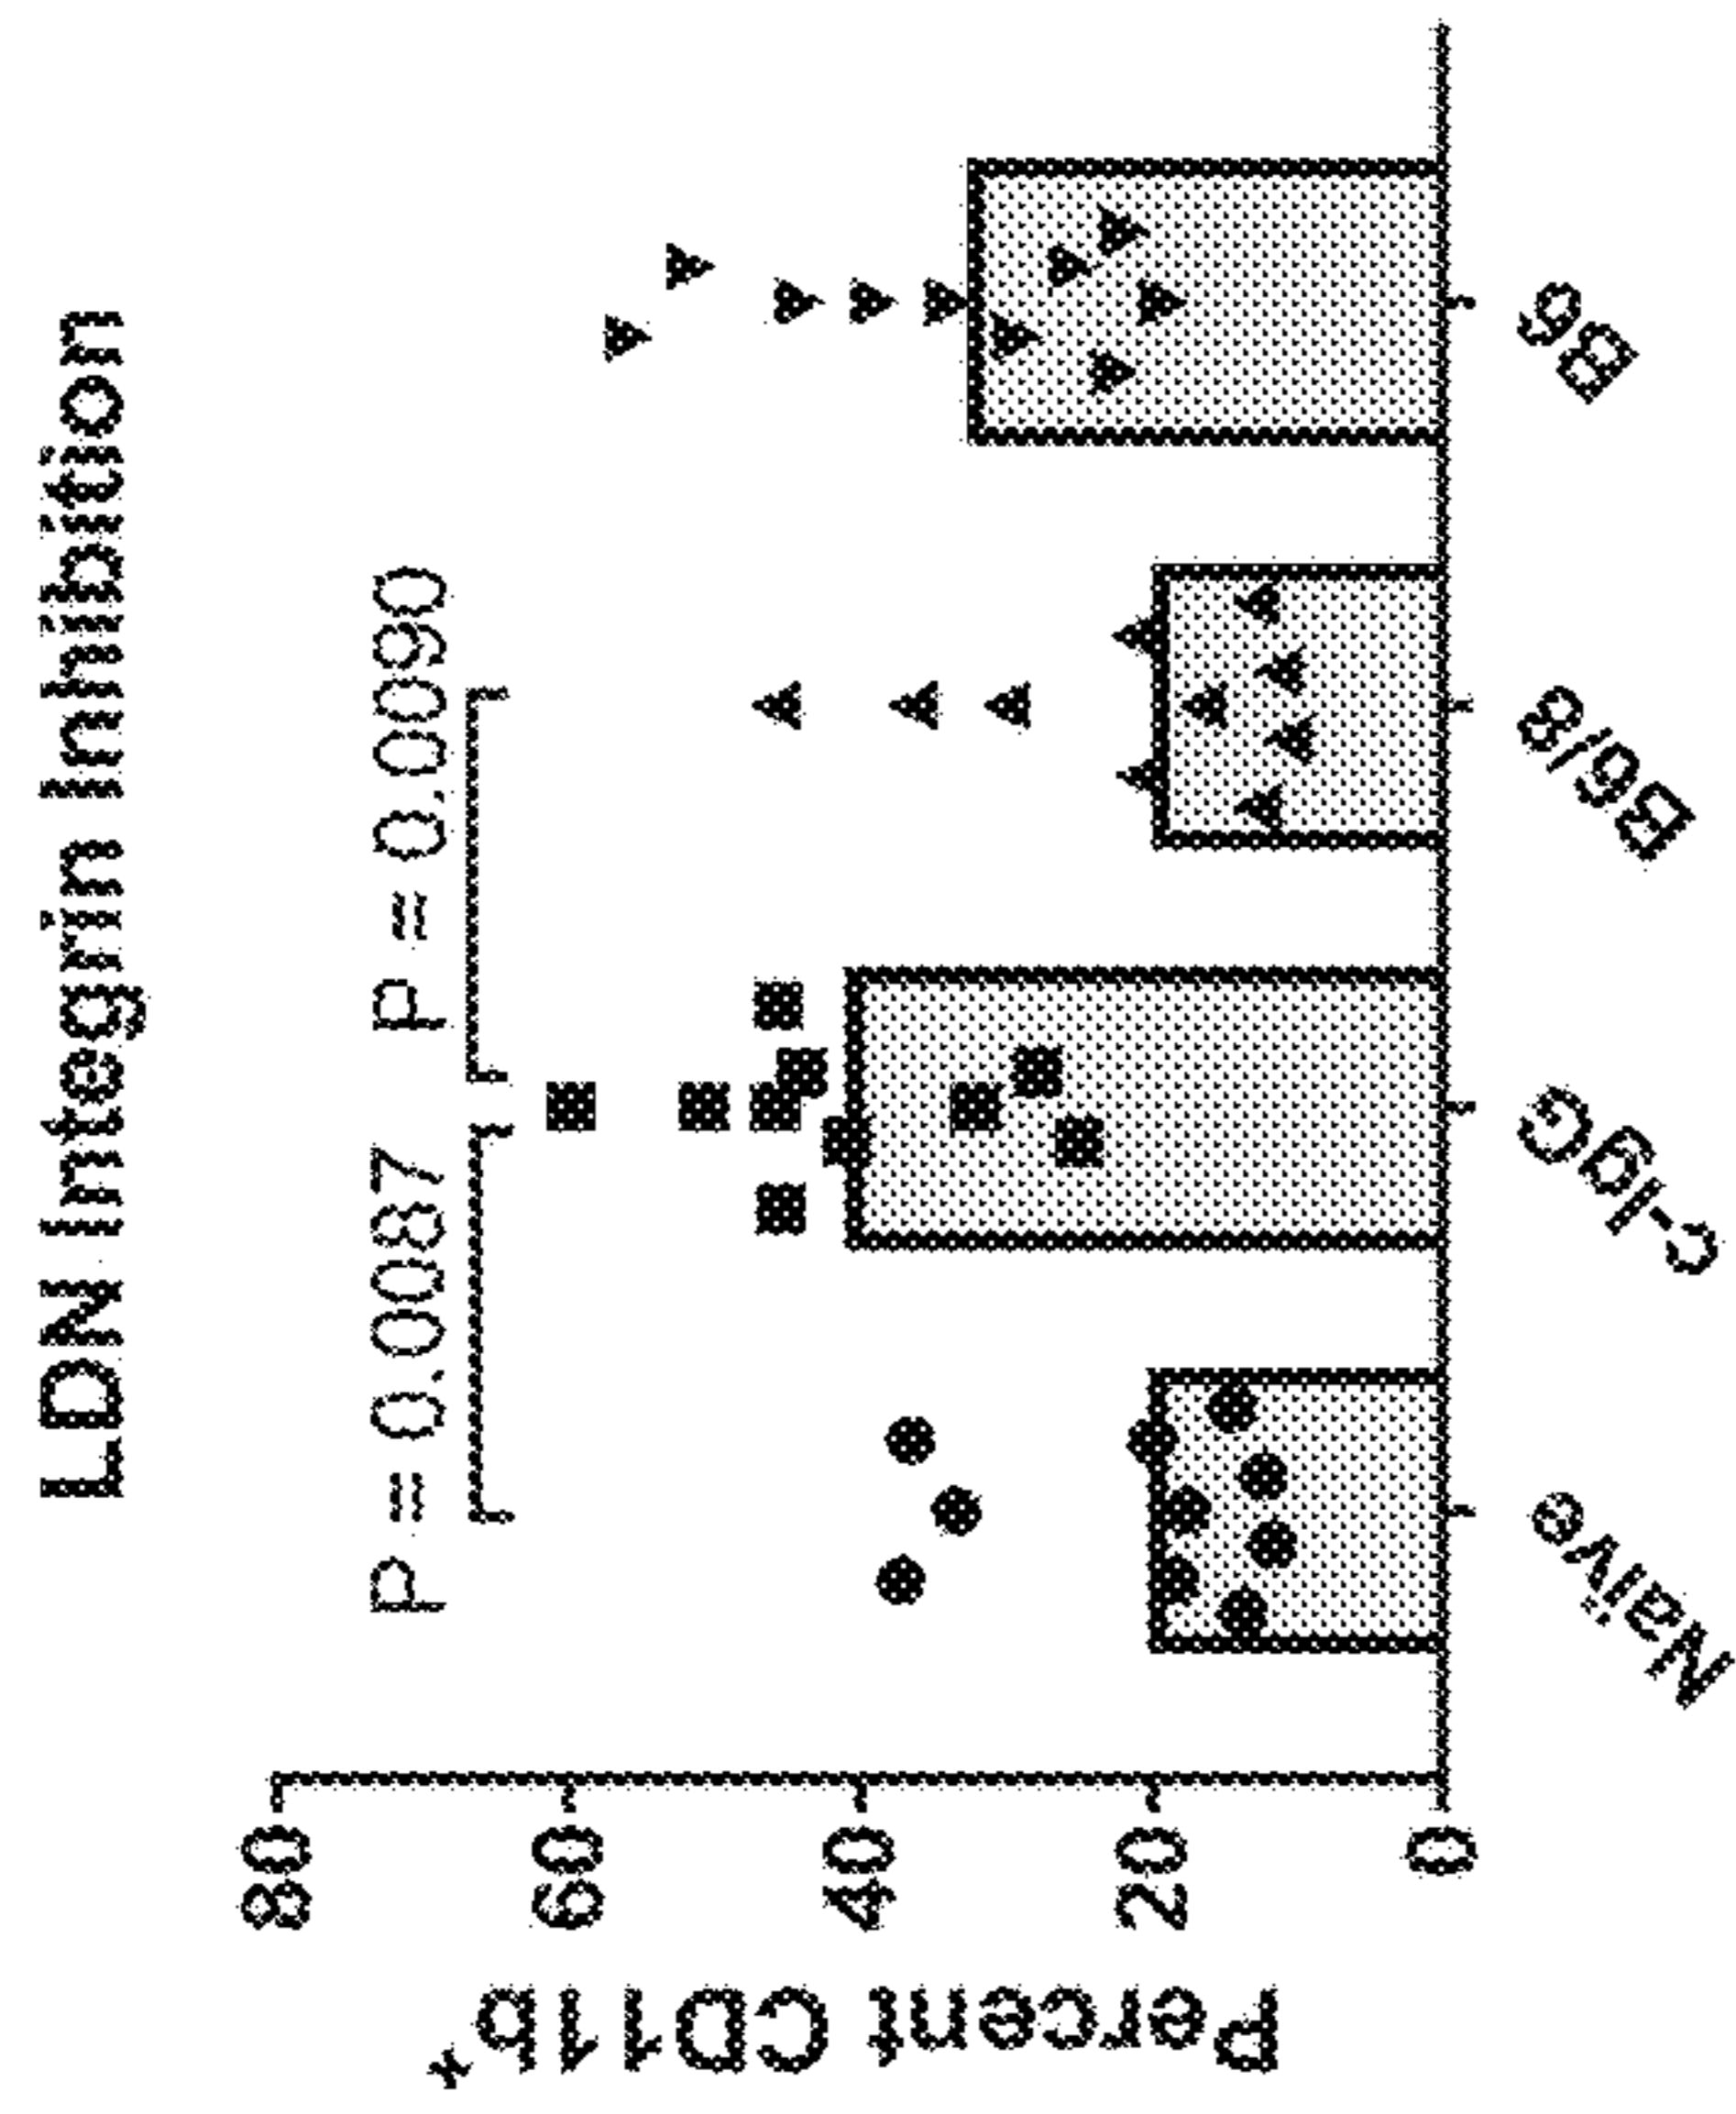 LDN Integrin Inhibition
P = 0.0087 P = 0.0090
80
60
40
20
0
Percent CD11b+
Naïve
c-IgG
B6/8
B6